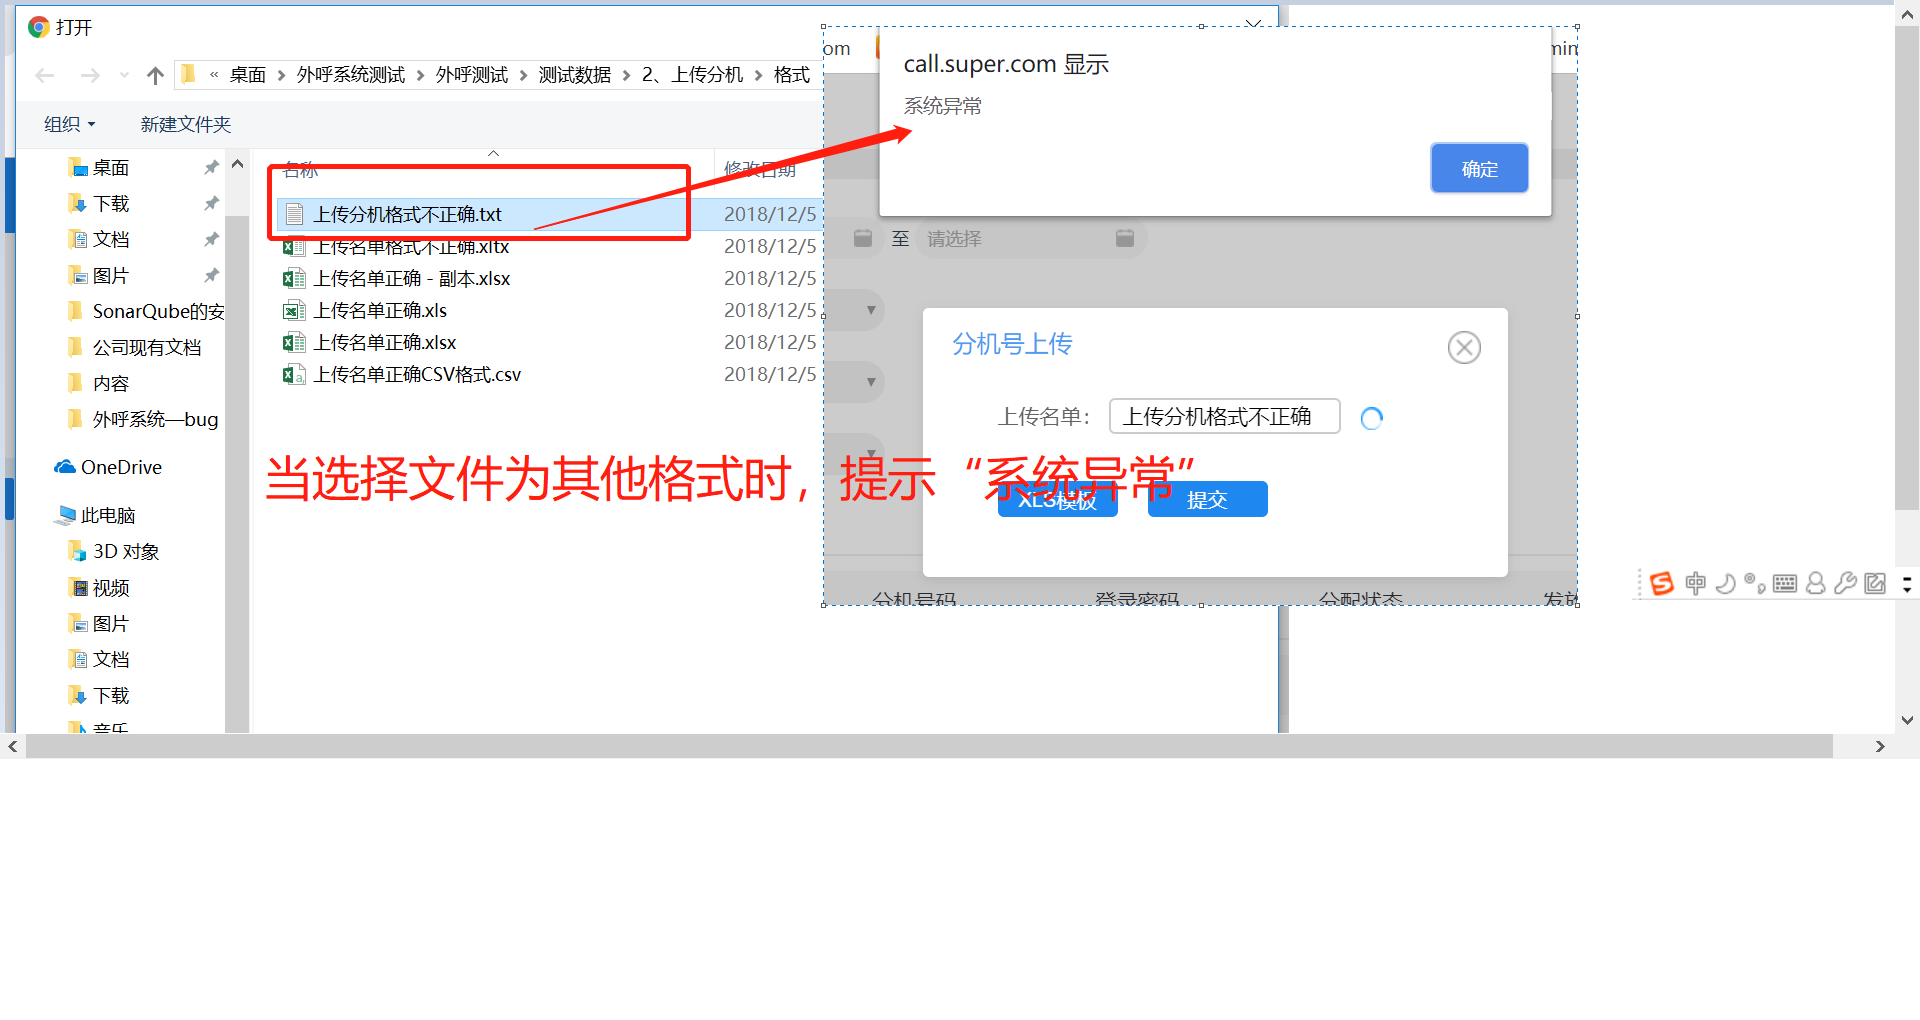 打开
« 桌面 › 外呼系统测试 › 外呼测试 › 测试数据 › 2、上传分机 › 格式
组织 新建文件夹
桌面
下载
文档
图片
SonarQube的安
公司现有文档
内容
外呼系统—bug
OneDrive
此电脑
3D 对象
视频
图片
文档
下载
音乐
名称 修改日期
上传分机格式不正确.txt 2018/12/5
上传名单格式不正确.xltx 2018/12/5
上传名单正确 - 副本.xlsx 2018/12/5
上传名单正确.xls 2018/12/5
上传名单正确.xlsx 2018/12/5
上传名单正确CSV格式.csv 2018/12/5
当选择文件为其他格式时，提示“系统异常”
om
min
call.super.com 显示
系统异常
确定
至 请选择
分机号上传
上传名单： 上传分机格式不正确
XLS模板 提交
分机号码 登录密码 分配状态 发放
中